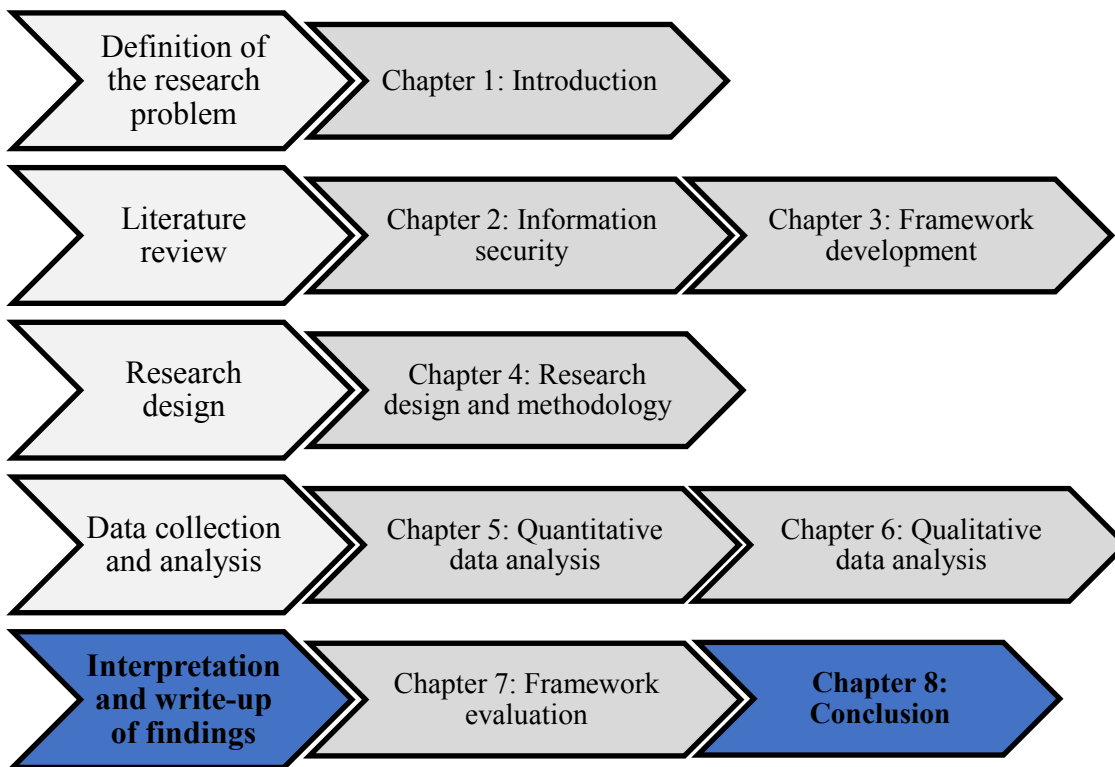 Definition of
the research
problem
Chapter 1: Introduction
Literature
review
Chapter 2: Information
security
Chapter 3: Framework
development
Research
design
Chapter 4: Research
design and methodology
Data collection
and analysis
Chapter 5: Quantitative
data analysis
Chapter 6: Qualitative
data analysis
Interpretation
and write-up
of findings
Chapter 7: Framework
evaluation
Chapter 8:
Conclusion